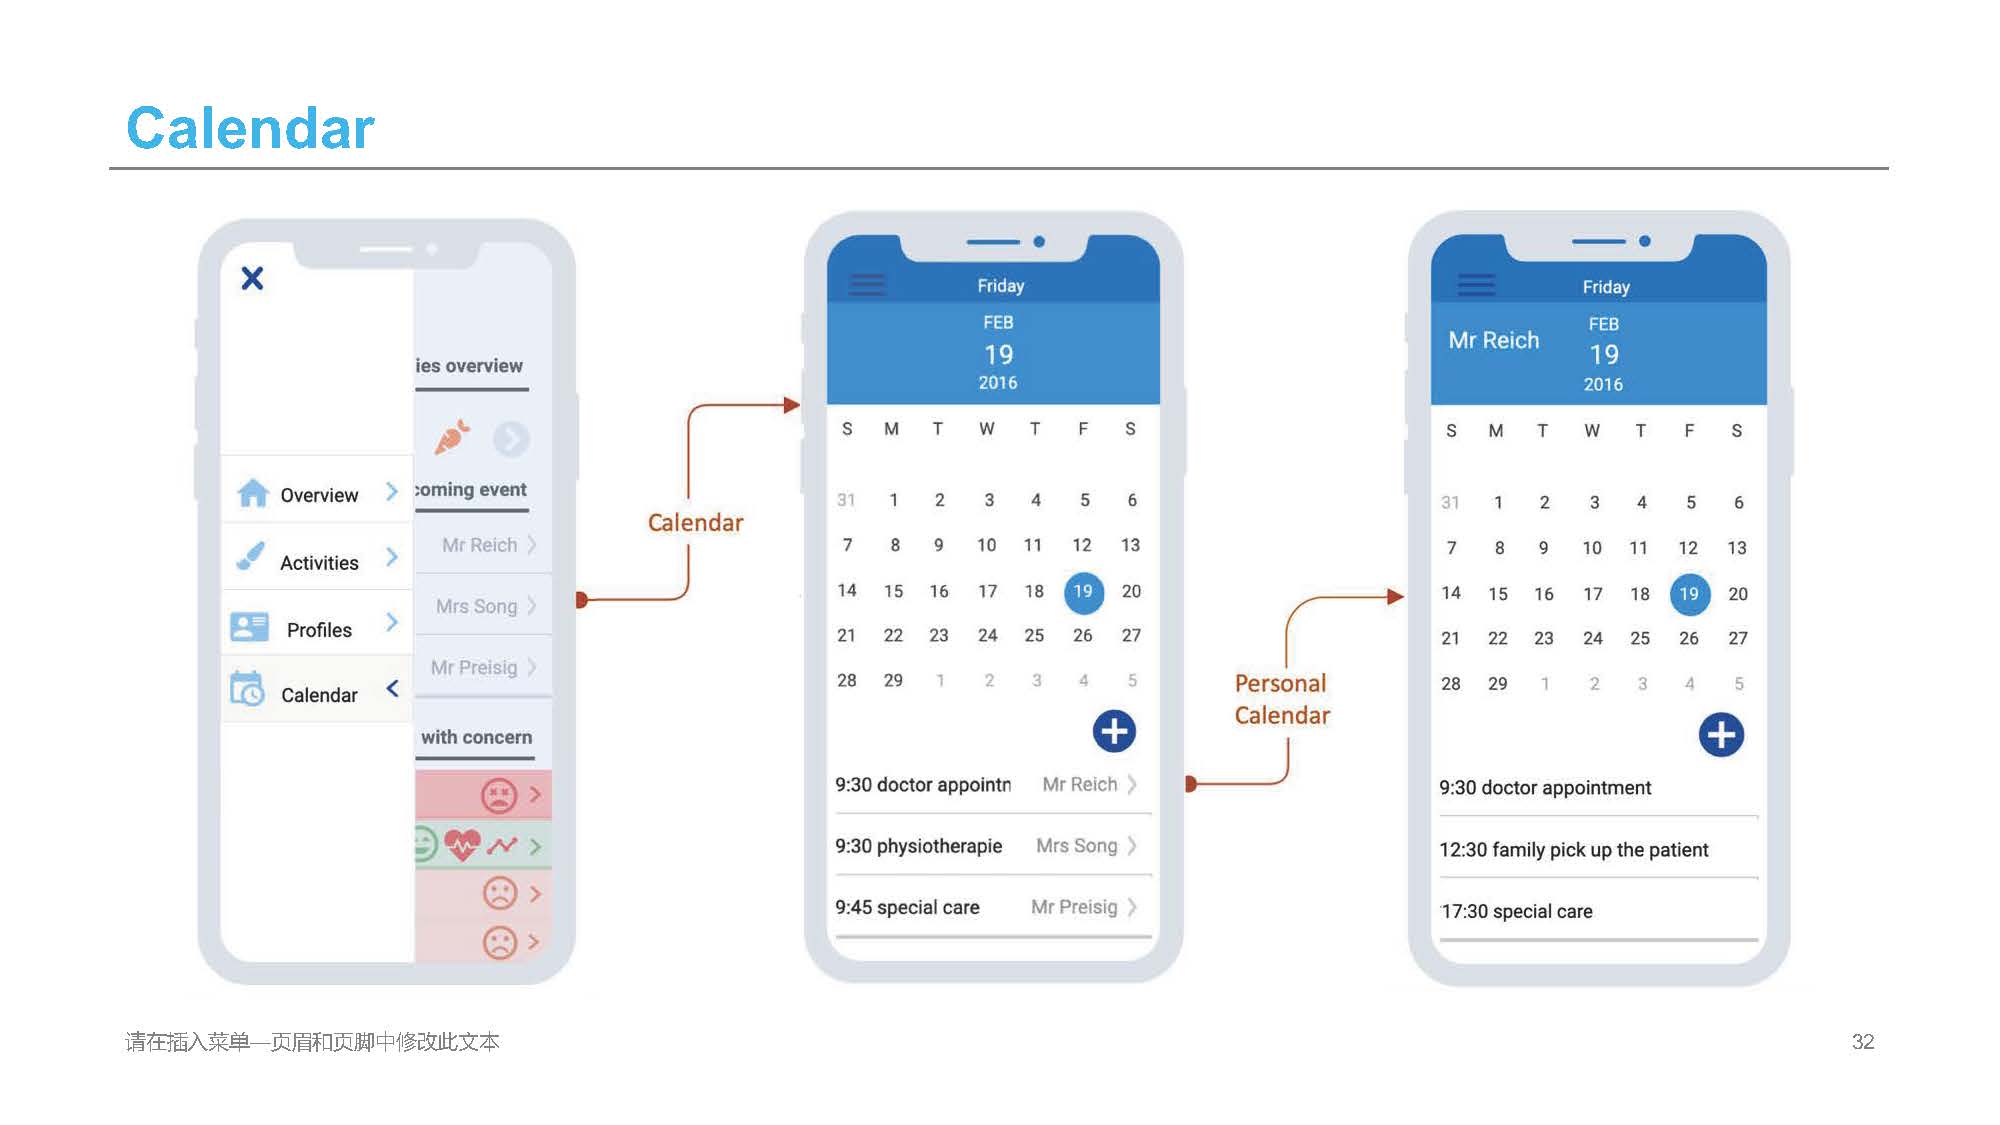 Calendar
ies overview
Overview
coming event
Mr Reich
Activities
Mrs Song
Profiles
Mr Preisig
Calendar
with concern
Calendar
Friday
FEB
19
2016
S M T W T F S
31 1 2 3 4 5 6
7 8 9 10 11 12 13
14 15 16 17 18 19 20
21 22 23 24 25 26 27
28 29 1 2 3 4 5
9:30 doctor appointn Mr Reich
9:30 physiotherapie Mrs Song
9:45 special care Mr Preisig
Personal
Calendar
Friday
Mr Reich
FEB
19
2016
S M T W T F S
31 1 2 3 4 5 6
7 8 9 10 11 12 13
14 15 16 17 18 19 20
21 22 23 24 25 26 27
28 29 1 2 3 4 5
9:30 doctor appointment
12:30 family pick up the patient
17:30 special care
请在插入菜单—页眉和页脚中修改此文本
32